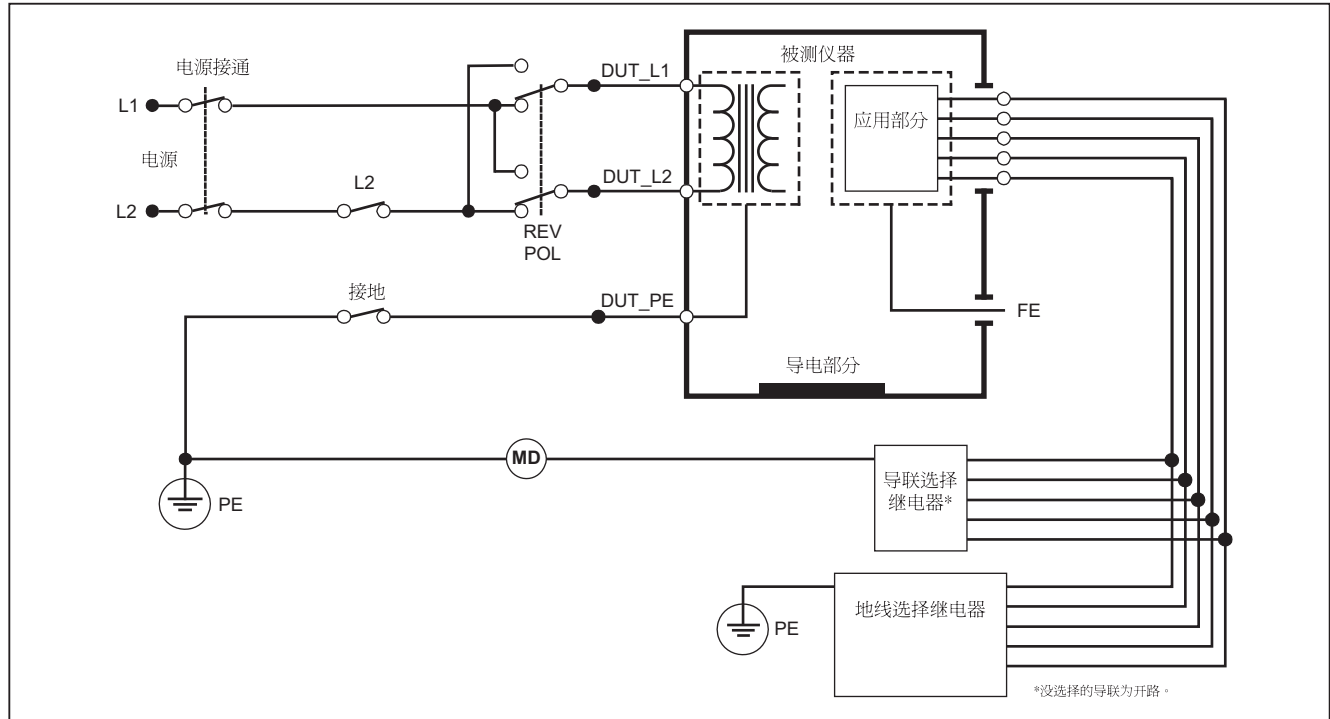 电源接通
L1
电源
L2
L2
REV
POL
DUT_L1
DUT_L2
被测仪器
应用部分
接地
DUT_PE
FE
导电部分
MD
PE
导联选择
继电器*
地线选择继电器
PE
*没选择的导联为开路。